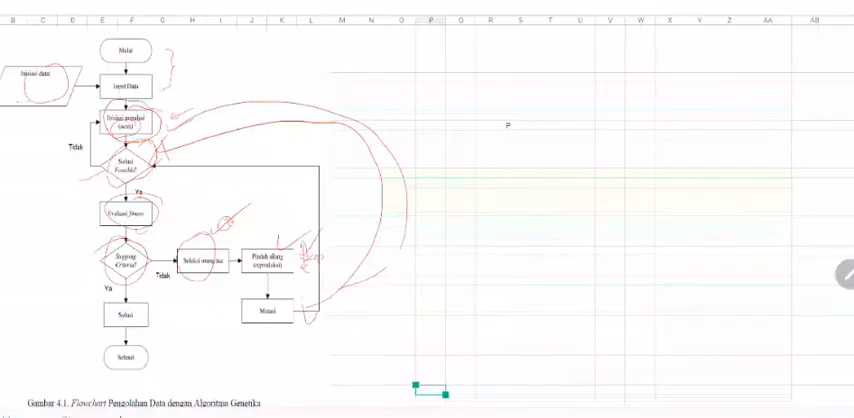 B C D E F G H I J K L M N O P Q R S T U V W X Y Z AA AB
Mulai
Inisiasi data:
Input Data
Inisiasi populasi
(acak)
P
Tidak
Solusi
Feasible?
Ya
Evaluasi fitness
Stopping
Criteria?
Tidak
Seleksi orang tua
Pindah silang
(reproduksi)
Ya
Solusi
Mutasi
Selesai
Gambar 4.1. Flowchart Pengolahan Data dengan Algoritma Genetika